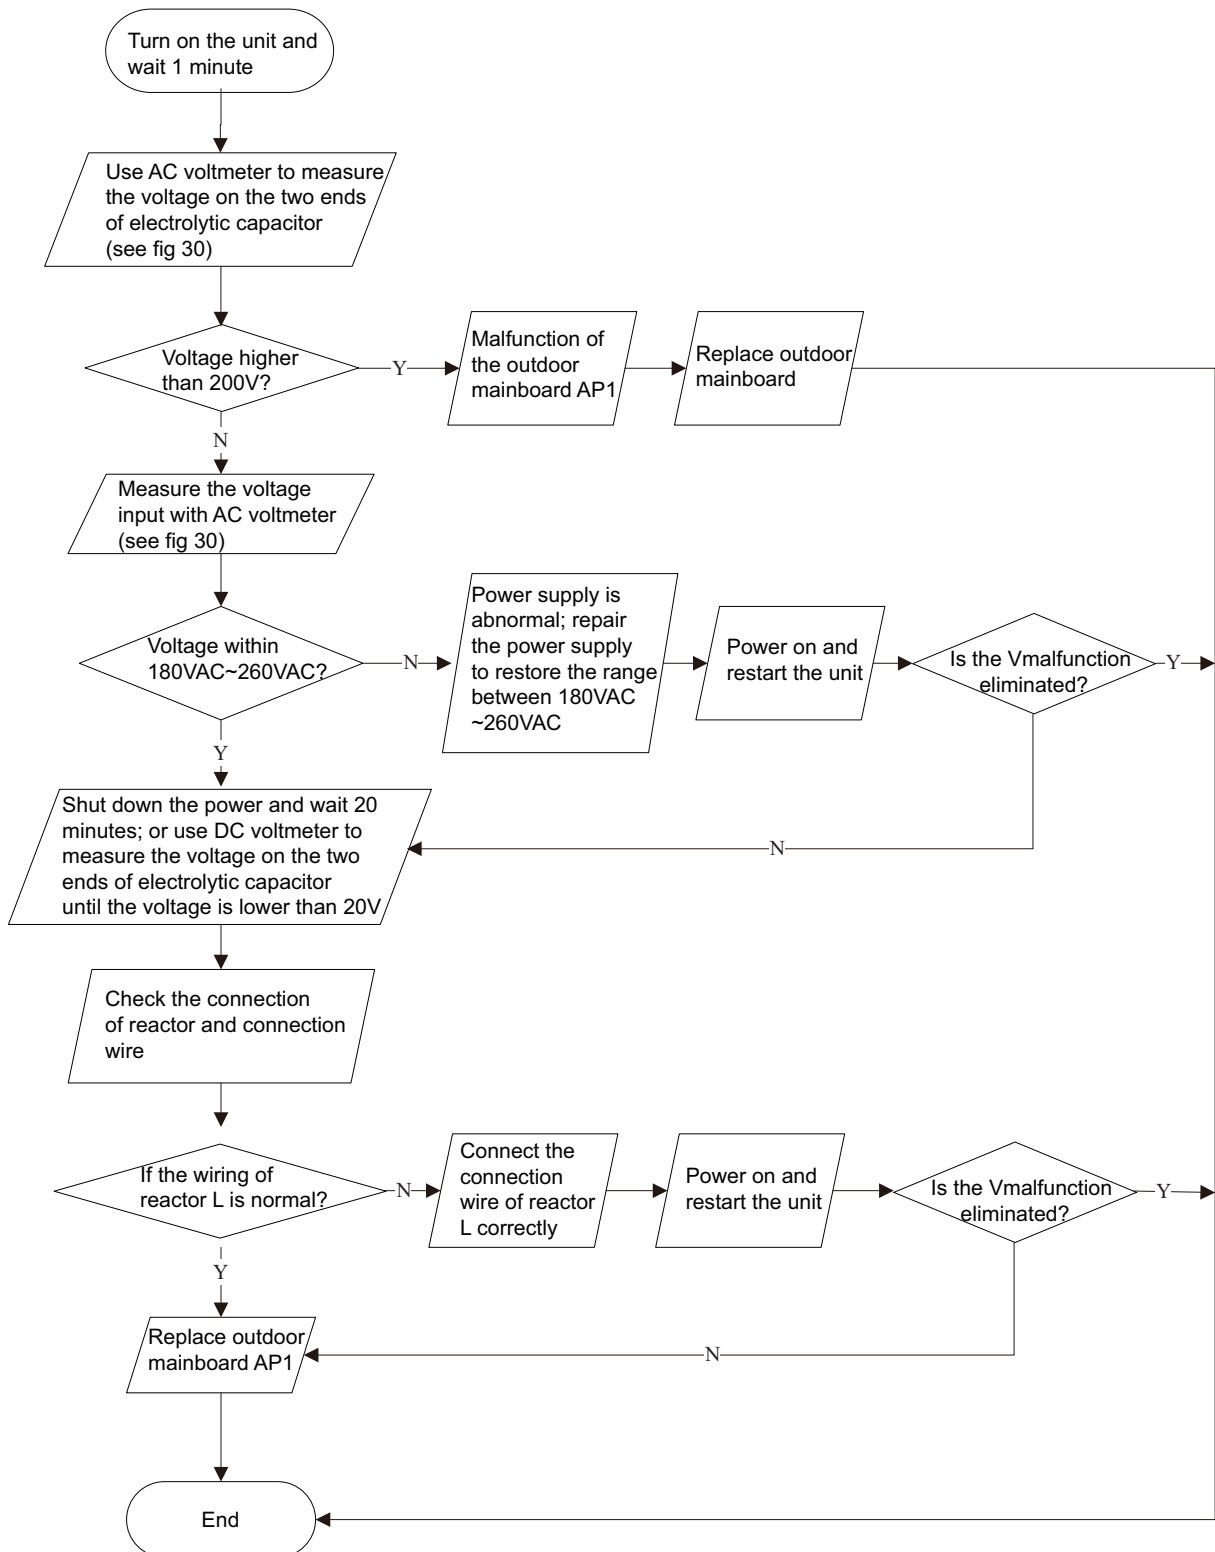 Turn on the unit and
wait 1 minute
Use AC voltmeter to measure
the voltage on the two ends
of electrolytic capacitor
(see fig 30)
Voltage higher
than 200V?
Y
Malfunction of
the outdoor
mainboard AP1
Replace outdoor
mainboard
N
Measure the voltage
input with AC voltmeter
(see fig 30)
Voltage within
180VAC~260VAC?
N
Power supply is
abnormal; repair
the power supply
to restore the range
between 180VAC
~260VAC
Power on and
restart the unit
Is the Vmalfunction
eliminated?
Y
Y
Shut down the power and wait 20
minutes; or use DC voltmeter to
measure the voltage on the two
ends of electrolytic capacitor
until the voltage is lower than 20V
N
Check the connection
of reactor and connection
wire
If the wiring of
reactor L is normal?
N
Connect the
connection
wire of reactor
L correctly
Power on and
restart the unit
Is the Vmalfunction
eliminated?
Y
Y
Replace outdoor
mainboard AP1
N
End